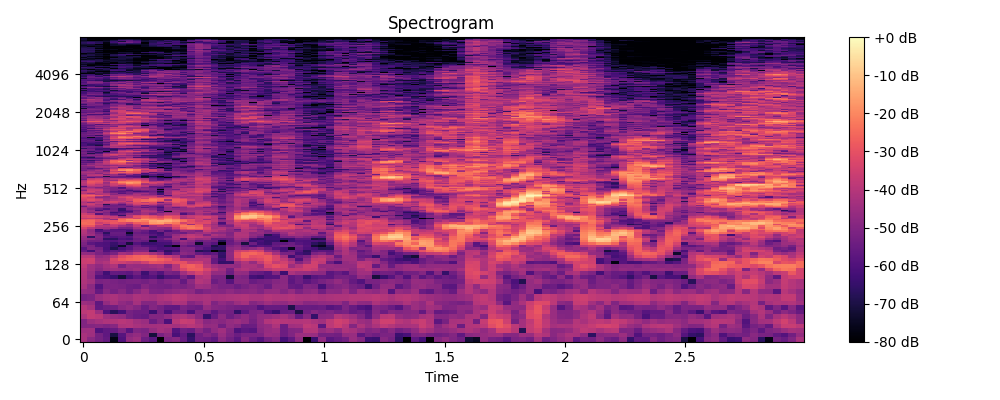 Spectrogram
+0 dB
4096
-10 dB
2048
-20 dB
1024
-30 dB
512
-40 dB
Hz
256
-50 dB
128
-60 dB
64
-70 dB
0
-80 dB
0 0.5 1 1.5 2 2.5
Time